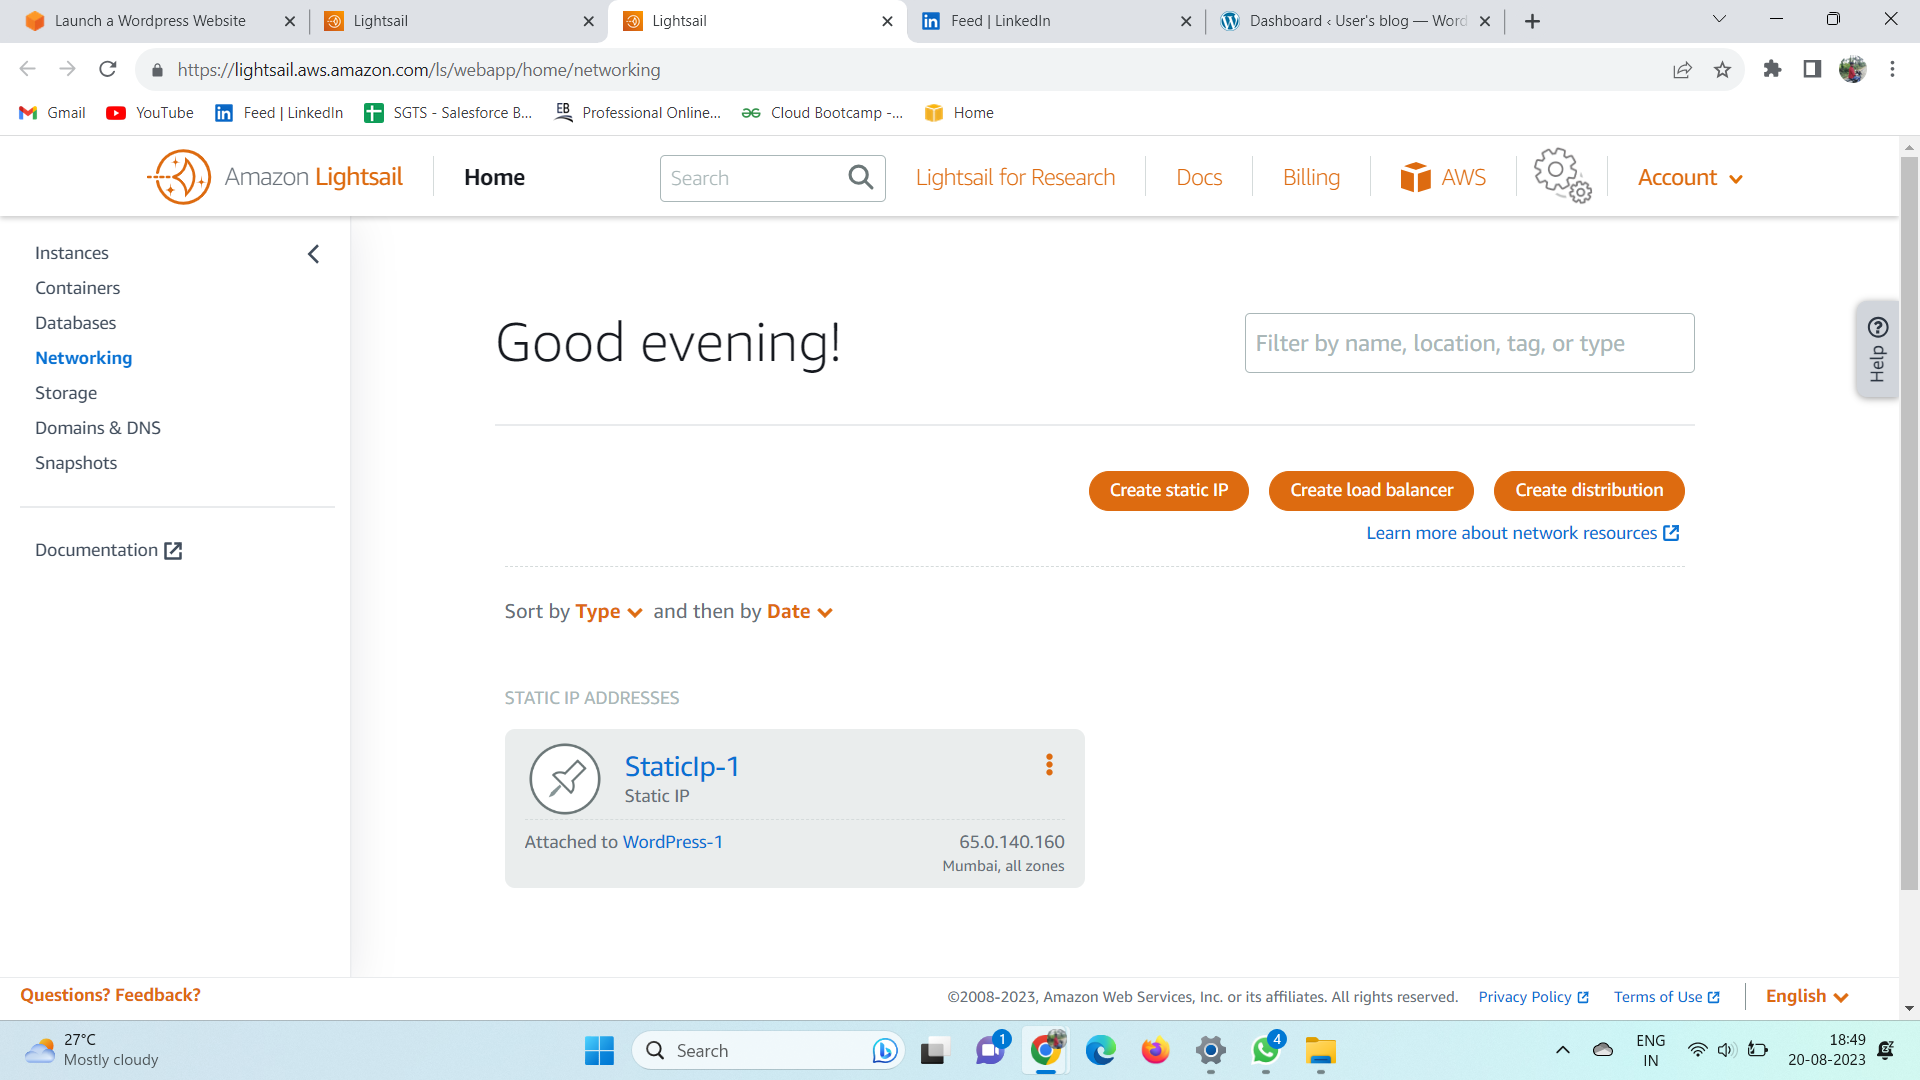 Launch a Wordpress Website
Lightsail
Lightsail
Feed | LinkedIn
Dashboard ‹ User's blog — Word
https://lightsail.aws.amazon.com/ls/webapp/home/networking
Gmail
YouTube
Feed | LinkedIn
SGTS - Salesforce B...
EB
Professional Online...
Cloud Bootcamp -...
Home
Amazon Lightsail
Home
Search
Lightsail for Research
Docs
Billing
AWS
Account
Instances
Containers
Databases
Networking
Storage
Domains & DNS
Snapshots
Documentation
Good evening!
Filter by name, location, tag, or type
Help
Create static IP
Create load balancer
Create distribution
Learn more about network resources
Sort by Type and then by Date
STATIC IP ADDRESSES
StaticIp-1
Static IP
Attached to WordPress-1
65.0.140.160
Mumbai, all zones
Questions? Feedback?
©2008-2023, Amazon Web Services, Inc. or its affiliates. All rights reserved.
Privacy Policy
Terms of Use
English
27°C
Mostly cloudy
Search
1
4
ENG
IN
18:49
20-08-2023